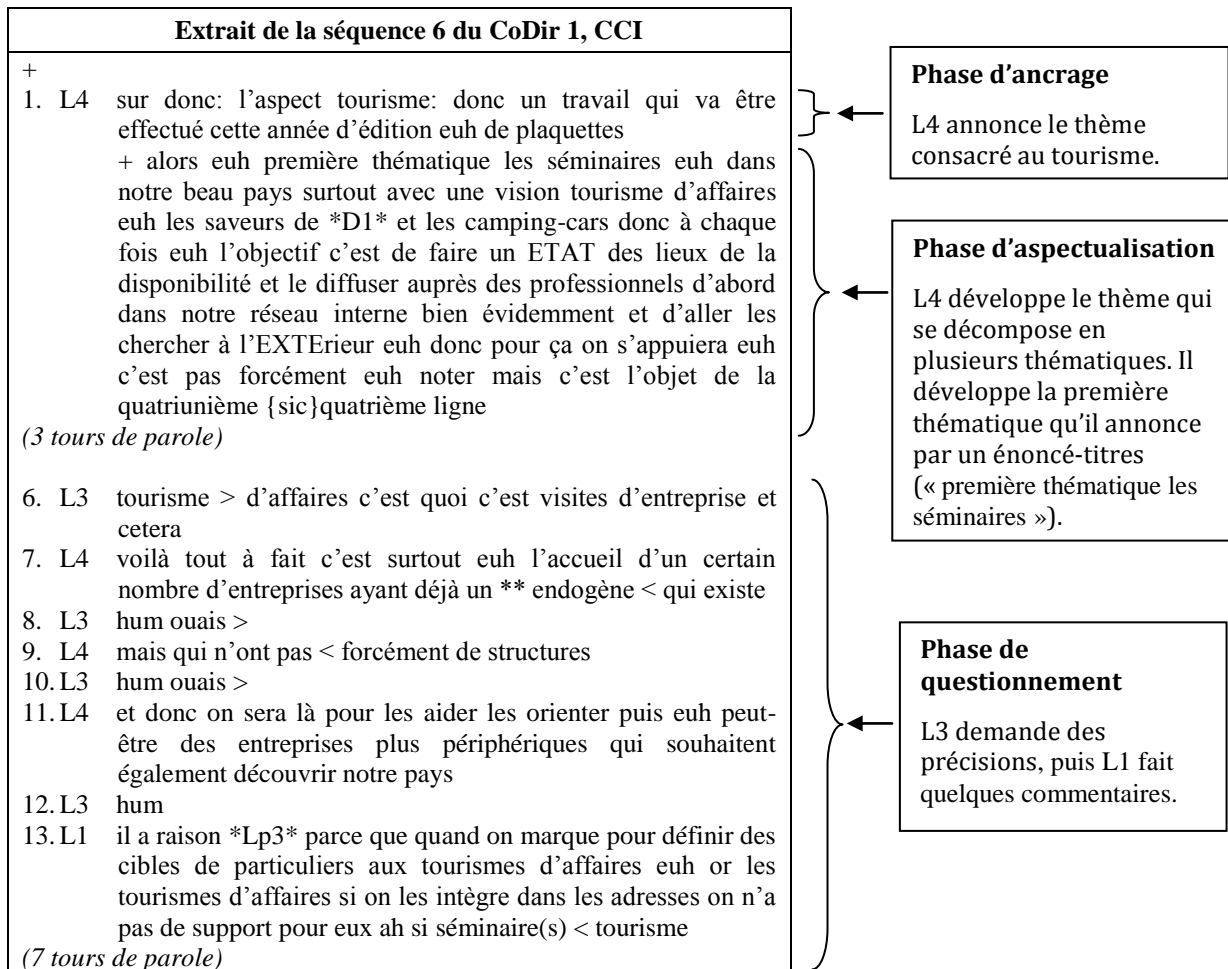 Extrait de la séquence 6 du CoDir 1, CCI
+
1. L4 sur donc: l’aspect tourisme: donc un travail qui va être
effectué cette année d’édition euh de plaquettes
+ alors euh première thématique les séminaires euh dans
notre beau pays surtout avec une vision tourisme d’affaires
euh les saveurs de *D1* et les camping-cars donc à chaque
fois euh l’objectif c’est de faire un ETAT des lieux de la
disponibilité et le diffuser auprès des professionnels d’abord
dans notre réseau interne bien évidemment et d’aller les
chercher à l’EXTErieur euh donc pour ça on s’appuiera euh
c’est pas forcément euh noter mais c’est l’objet de la
quatriunième {sic}quatrième ligne
(3 tours de parole)
6. L3 tourisme > d’affaires c’est quoi c’est visites d’entreprise et
cetera
7. L4 voilà tout à fait c’est surtout euh l’accueil d’un certain
nombre d’entreprises ayant déjà un ** endogène < qui existe
8. L3 hum ouais >
9. L4 mais qui n’ont pas < forcément de structures
10. L3 hum ouais >
11. L4 et donc on sera là pour les aider les orienter puis euh peut-
être des entreprises plus périphériques qui souhaitent
également découvrir notre pays
12. L3 hum
13. L1 il a raison *Lp3* parce que quand on marque pour définir des
cibles de particuliers aux tourismes d’affaires euh or les
tourismes d’affaires si on les intègre dans les adresses on n’a
pas de support pour eux ah si séminaire(s) < tourisme
(7 tours de parole)
Phase d’ancrage
L4 annonce le thème
consacré au tourisme.
Phase d’aspectualisation
L4 développe le thème qui
se décompose en
plusieurs thématiques. Il
développe la première
thématique qu’il annonce
par un énoncé-titres
(« première thématique les
séminaires »).
Phase de
questionnement
L3 demande des
précisions, puis L1 fait
quelques commentaires.